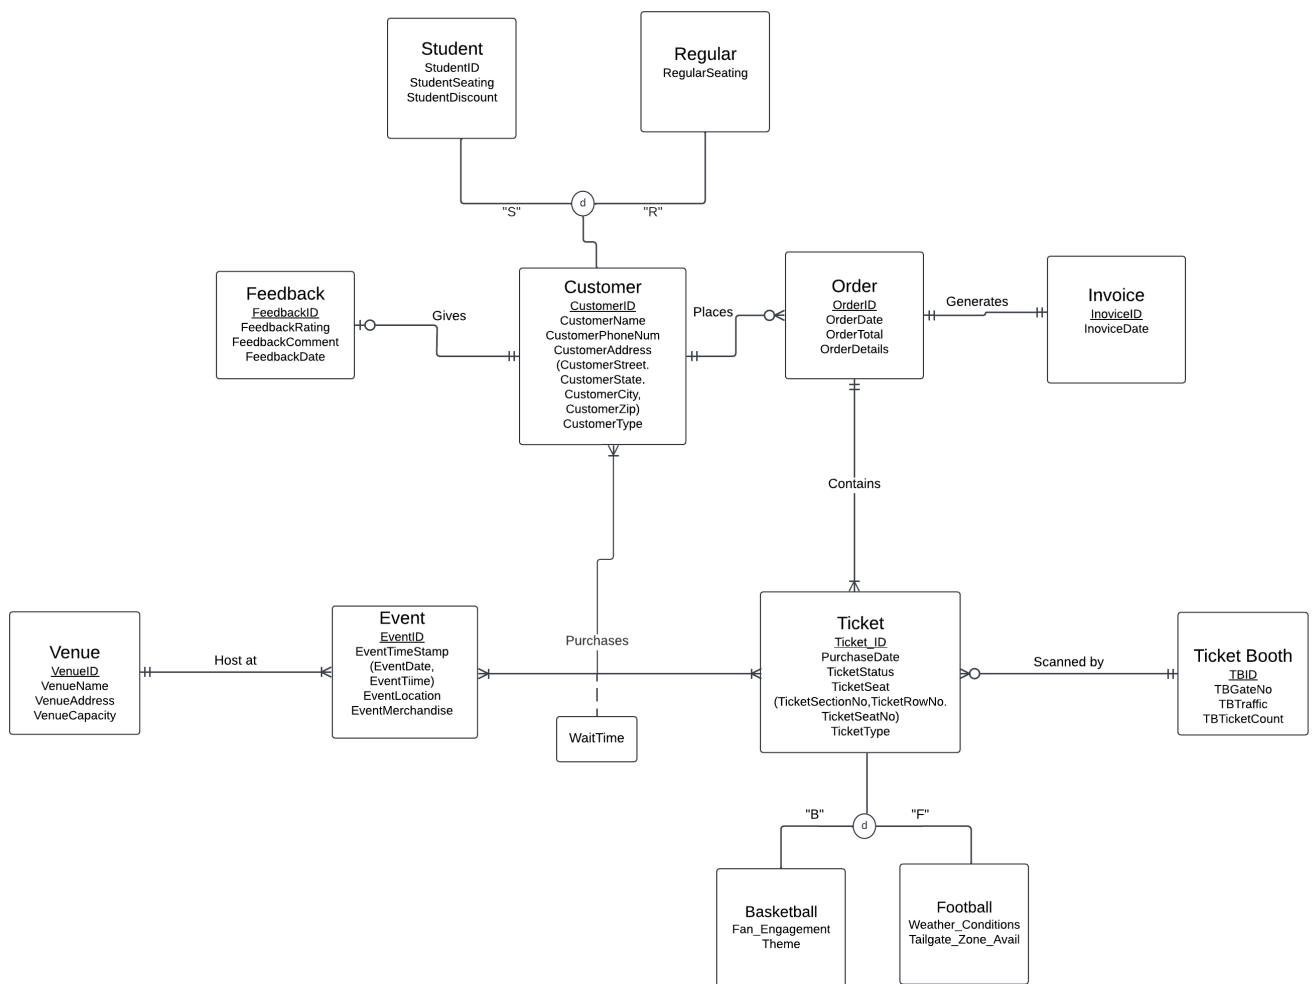 Student
StudentID
StudentSeating
StudentDiscount
Regular
RegularSeating
"S"
d
"R"
Feedback
FeedbackID
FeedbackRating
FeedbackComment
FeedbackDate
Gives
Customer
CustomerID
CustomerName
CustomerPhoneNum
CustomerAddress
(CustomerStreet.
CustomerState.
CustomerCity,
CustomerZip)
CustomerType
Places
Order
OrderID
OrderDate
OrderTotal
OrderDetails
Generates
Invoice
InoviceID
InoviceDate
Contains
Venue
VenueID
VenueName
VenueAddress
VenueCapacity
Host at
Event
EventID
EventTimeStamp
(EventDate,
EventTiime)
EventLocation
EventMerchandise
Purchases
WaitTime
Ticket
Ticket_ID
PurchaseDate
TicketStatus
TicketSeat
(TicketSectionNo,TicketRowNo.
TicketSeatNo)
TicketType
Scanned by
Ticket Booth
TBID
TBGateNo
TBTraffic
TBTicketCount
"B"
d
"F"
Basketball
Fan_Engagement
Theme
Football
Weather_Conditions
Tailgate_Zone_Avail